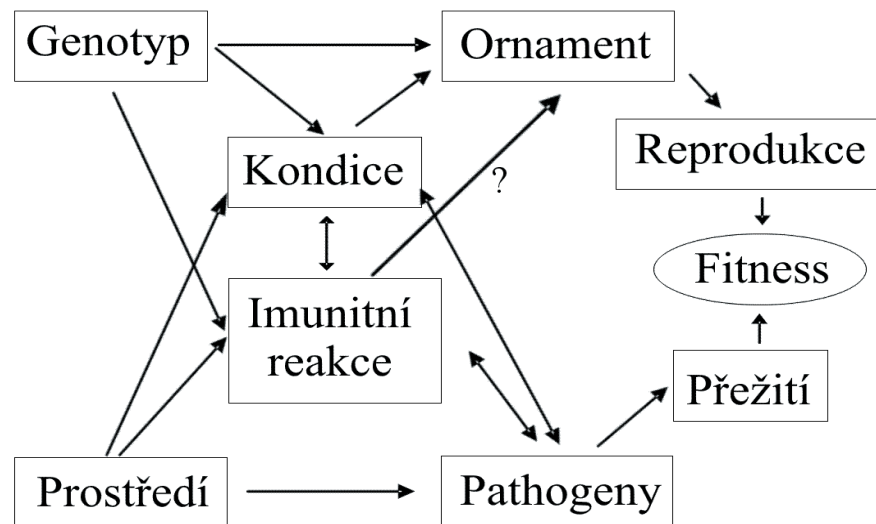 Genotyp
Ornament
Reprodukce
Kondice
?
Fitness
Imunitní
reakce
Přežití
Prostředí
Pathogeny